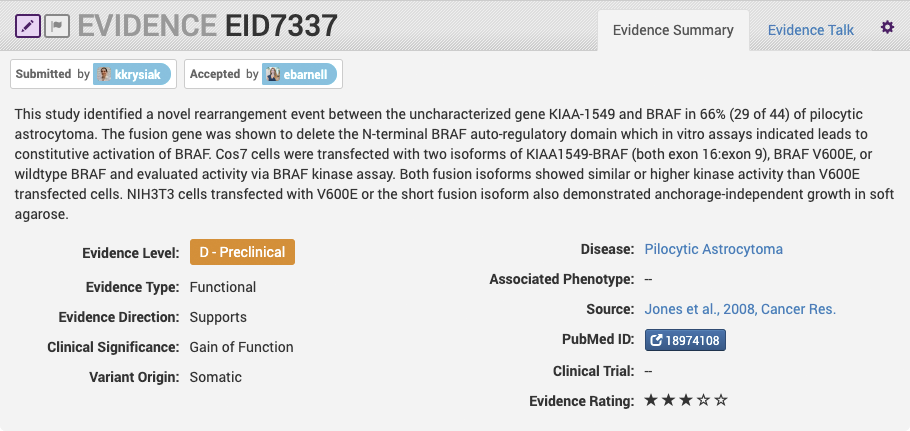 EVIDENCE EID7337
Evidence Summary
Evidence Talk
Submitted by kkrysiak
Accepted by ebarnell
This study identified a novel rearrangement event between the uncharacterized gene KIAA-1549 and BRAF in 66% (29 of 44) of pilocytic
astrocytoma. The fusion gene was shown to delete the N-terminal BRAF auto-regulatory domain which in vitro assays indicated leads to
constitutive activation of BRAF. Cos7 cells were transfected with two isoforms of KIAA1549-BRAF (both exon 16:exon 9), BRAF V600E, or
wildtype BRAF and evaluated activity via BRAF kinase assay. Both fusion isoforms showed similar or higher kinase activity than V600E
transfected cells. NIH3T3 cells transfected with V600E or the short fusion isoform also demonstrated anchorage-independent growth in soft
agarose.
Evidence Level: D - Preclinical
Evidence Type: Functional
Evidence Direction: Supports
Clinical Significance: Gain of Function
Variant Origin: Somatic
Disease: Pilocytic Astrocytoma
Associated Phenotype: --
Source: Jones et al., 2008, Cancer Res.
PubMed ID: 18974108
Clinical Trial: --
Evidence Rating: ★★★☆☆